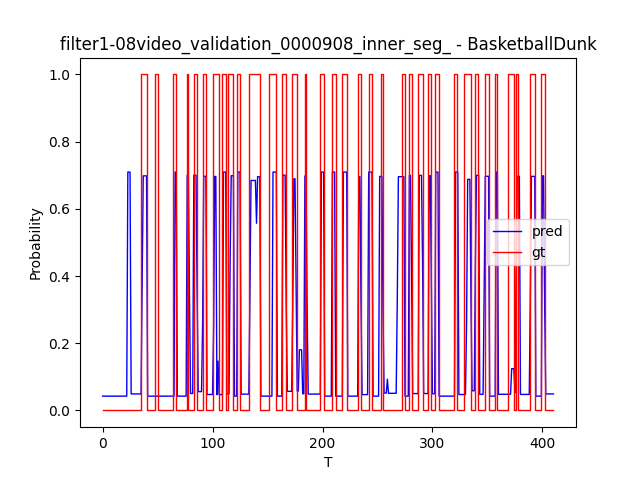 filter1-08video_validation_0000908_inner_seg_ - BasketballDunk
1.0
0.8
0.6
0.4
0.2
0.0
Probability
pred
gt
0
100
200
300
400
T